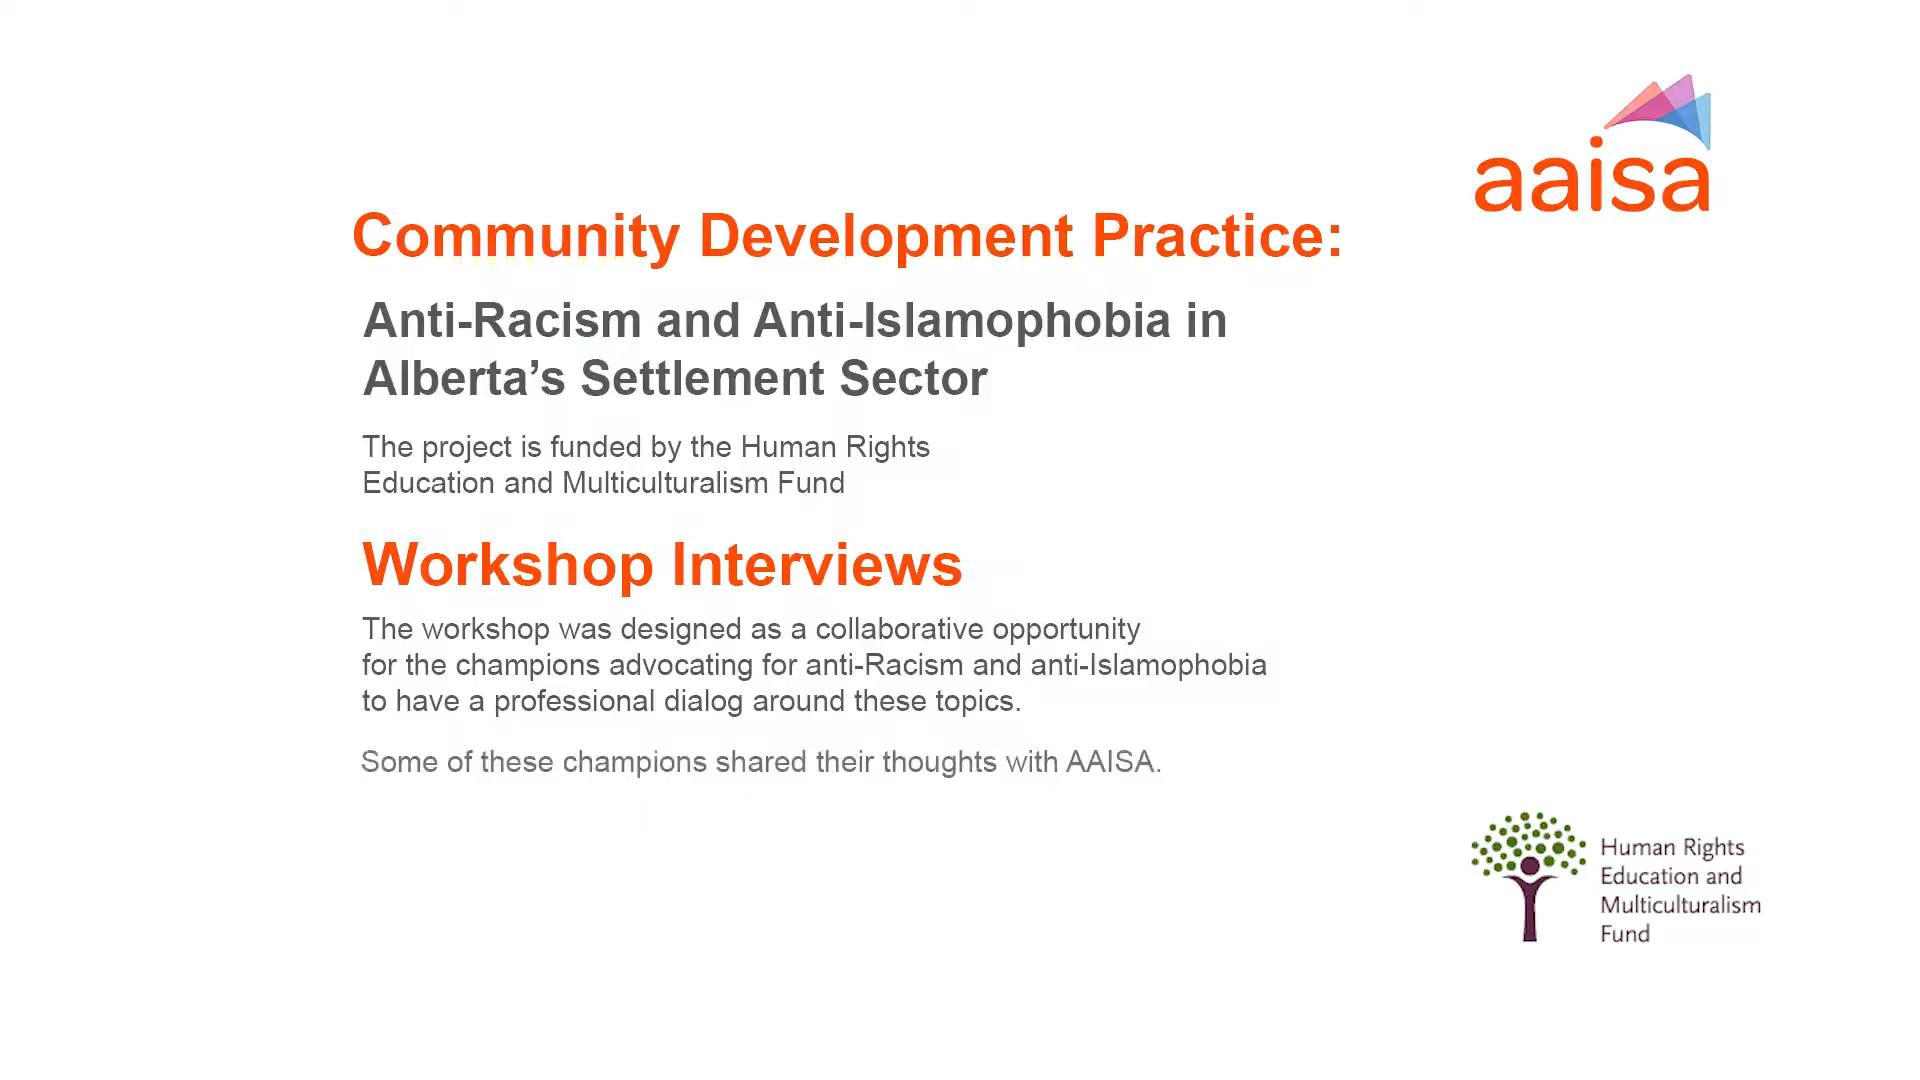 aaisa
Community Development Practice:
Anti-Racism and Anti-Islamophobia in
Alberta’s Settlement Sector
The project is funded by the Human Rights
Education and Multiculturalism Fund
Workshop Interviews
The workshop was designed as a collaborative opportunity
for the champions advocating for anti-Racism and anti-Islamophobia
to have a professional dialog around these topics.
Some of these champions shared their thoughts with AAISA.
Human Rights
Education and
Multiculturalism
Fund